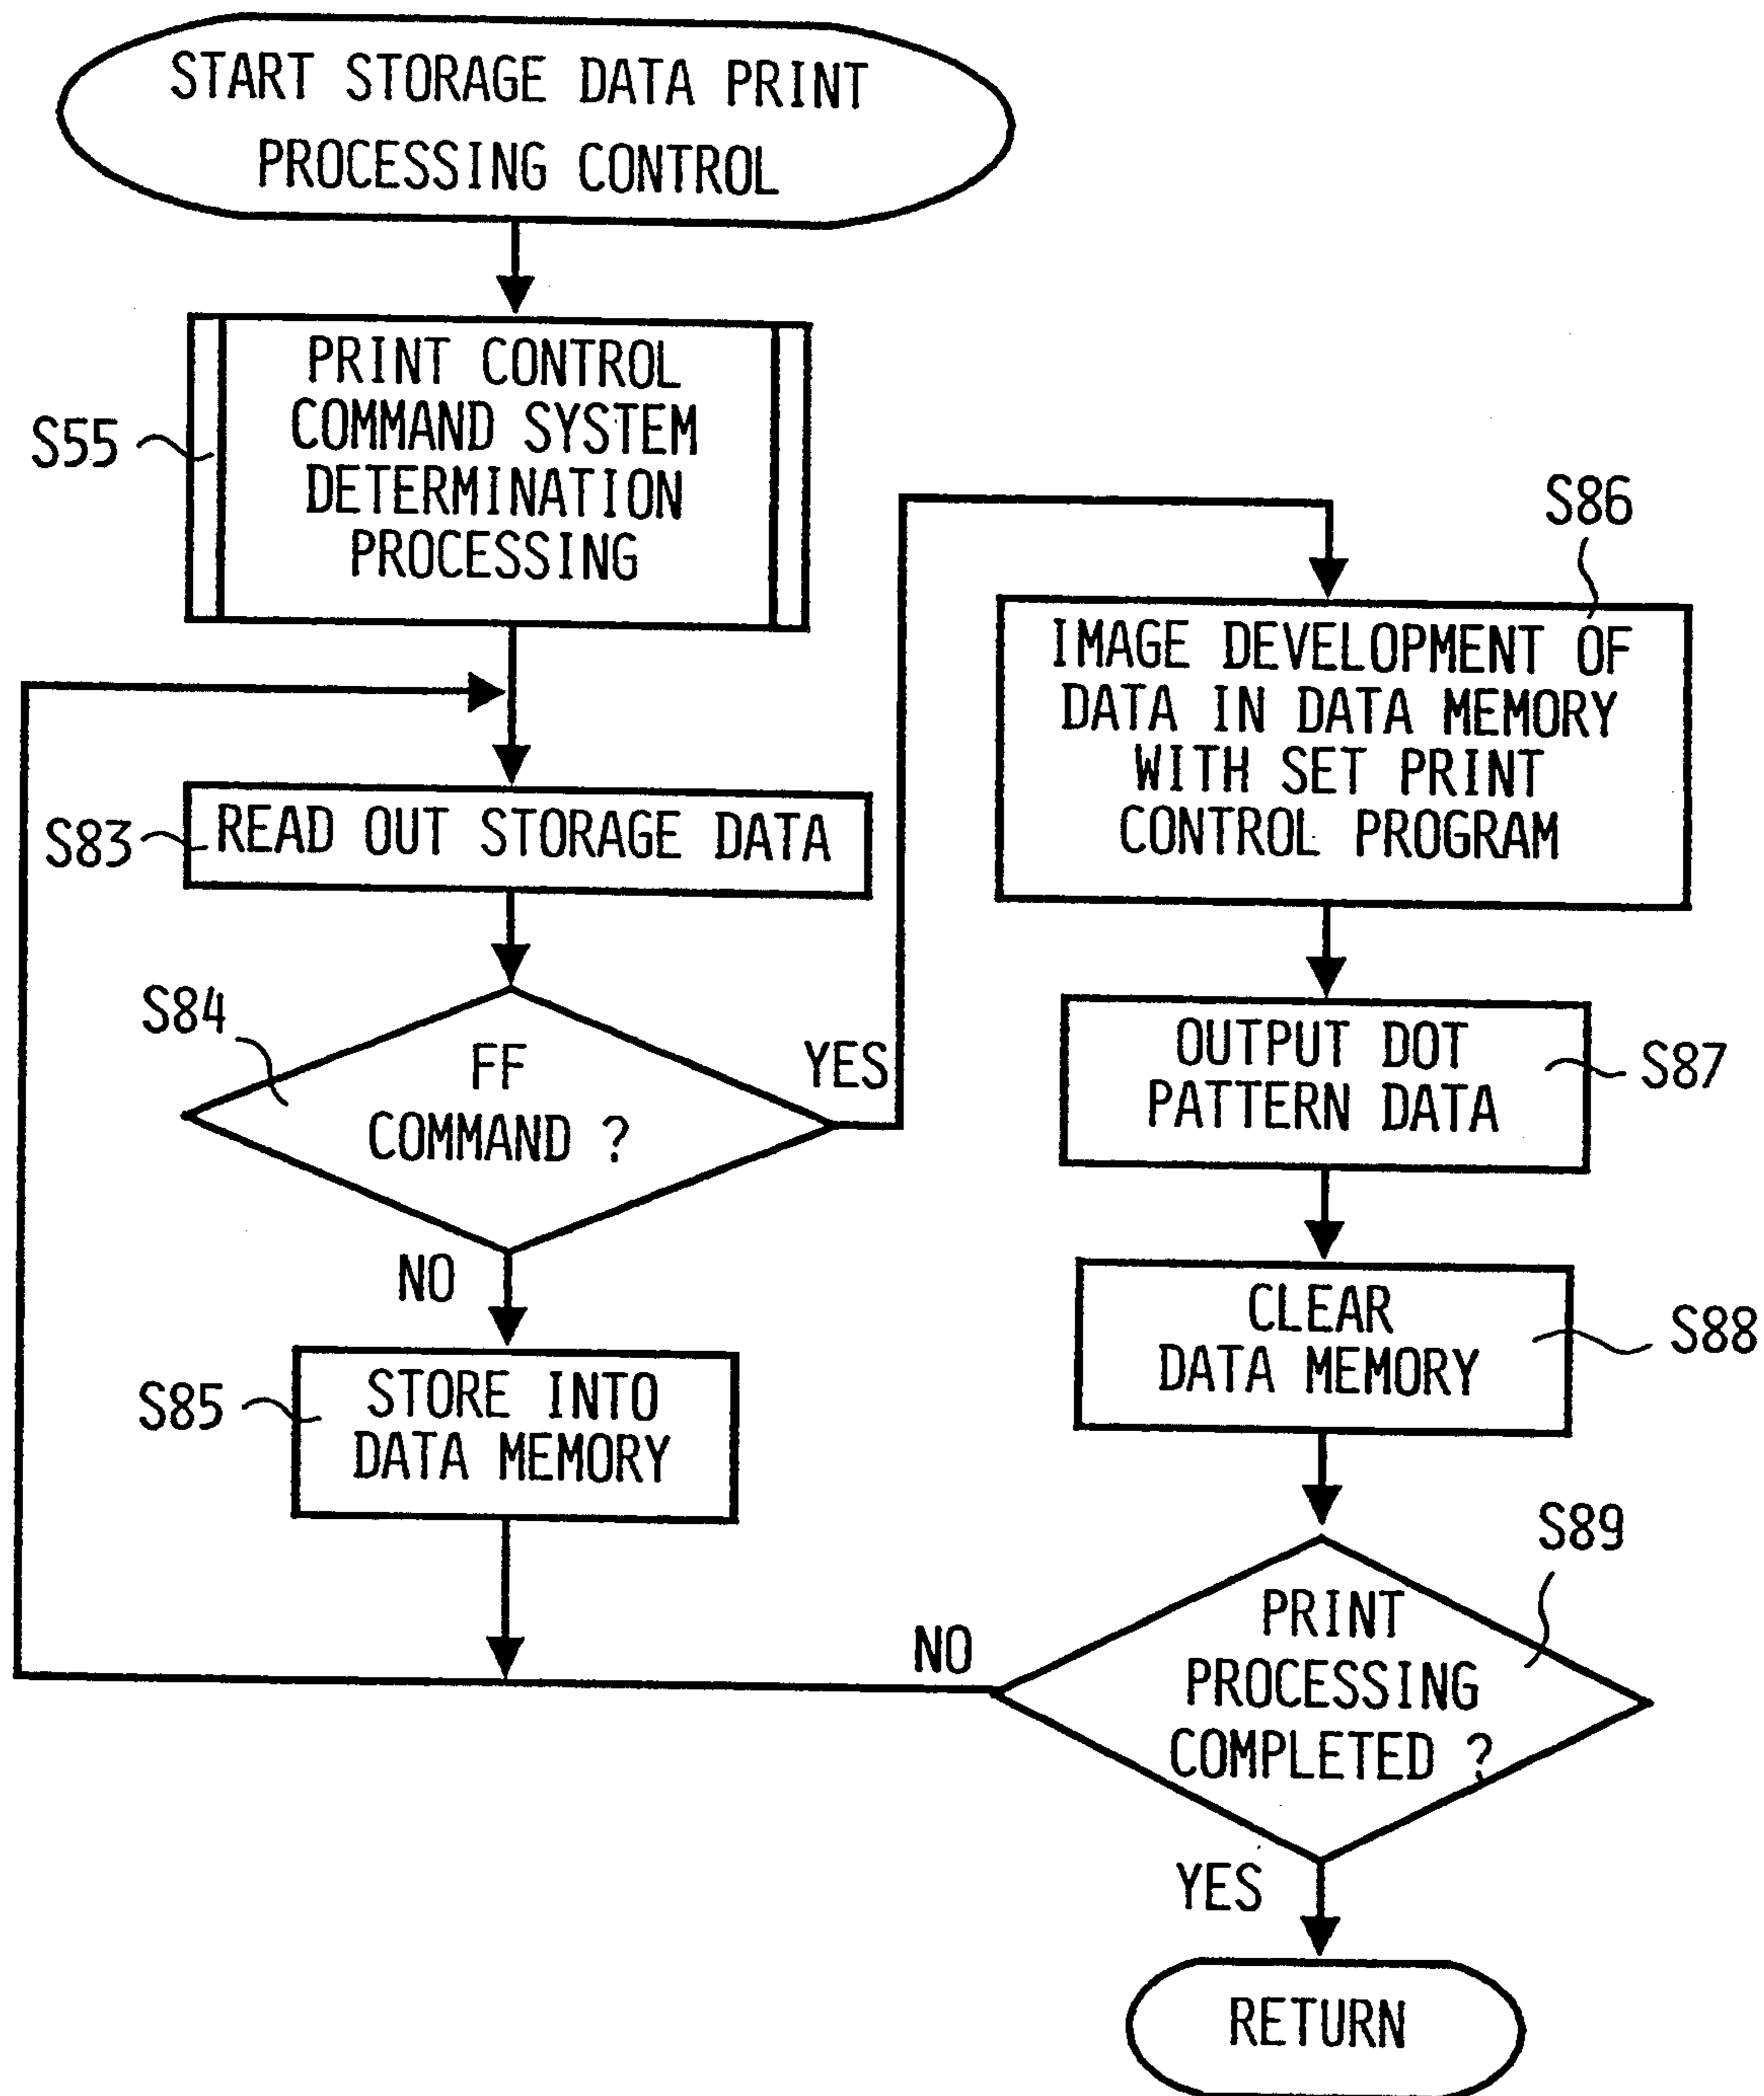 START STORAGE DATA PRINT
PROCESSING CONTROL
S55
PRINT CONTROL
COMMAND SYSTEM
DETERMINATION
PROCESSING
S83
READ OUT STORAGE DATA
S84
FF
COMMAND ?
YES
NO
S85
STORE INTO
DATA MEMORY
S86
IMAGE DEVELOPMENT OF
DATA IN DATA MEMORY
WITH SET PRINT
CONTROL PROGRAM
OUTPUT DOT
PATTERN DATA
S87
CLEAR
DATA MEMORY
S88
S89
PRINT
PROCESSING
COMPLETED ?
NO
YES
RETURN